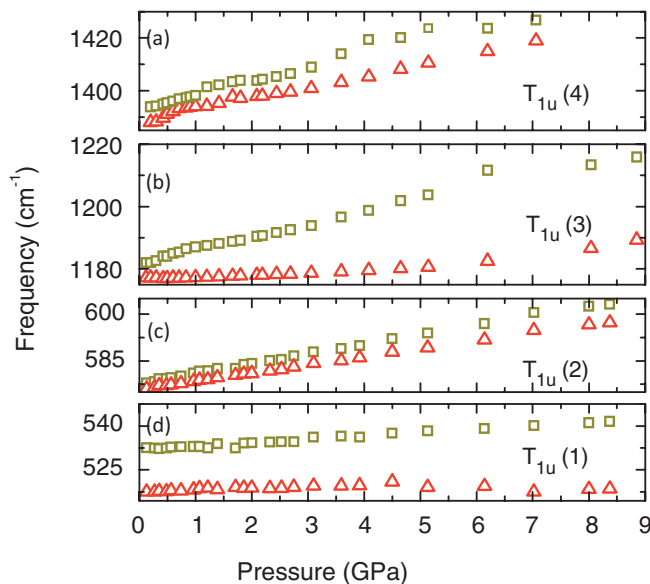 1420
(a)
1400
T1u (4)
1220
(b)
1200
T1u (3)
1180
600
(c)
585
T1u (2)
540
(d)
525
T1u (1)
0 1 2 3 4 5 6 7 8 9
Pressure (GPa)
Frequency (cm-1)